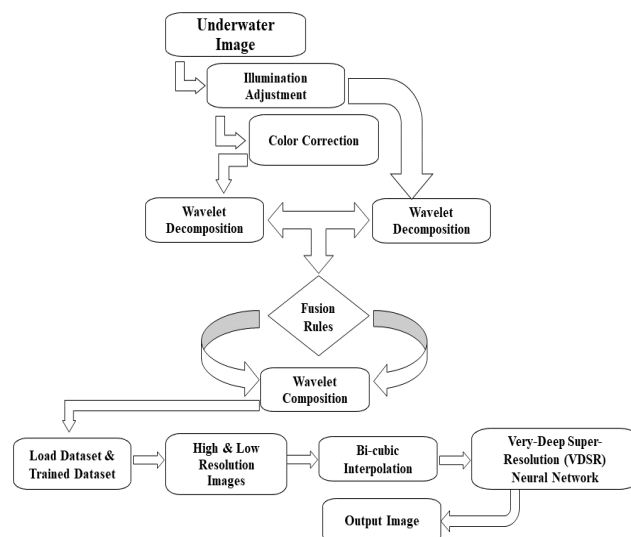 Underwater
Image
Illumination
Adjustment
Color Correction
Wavelet
Decomposition
Wavelet
Decomposition
Fusion
Rules
Wavelet
Composition
Load Dataset &
Trained Dataset
High & Low
Resolution
Images
Bi-cubic
Interpolation
Very-Deep Super-
Resolution (VDSR)
Neural Network
Output Image